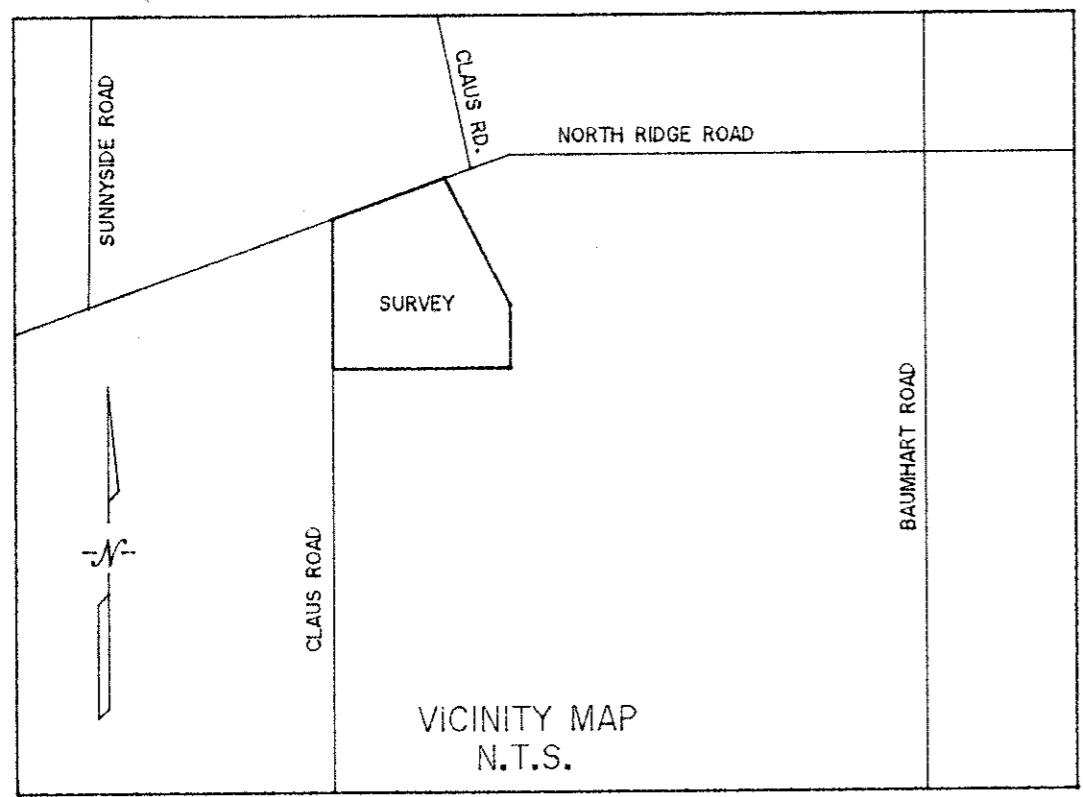 SUNNYSIDE ROAD
CLAUS RD.
NORTH RIDGE ROAD
SURVEY
BAUMHART ROAD
-N-
CLAUS ROAD
VICINITY MAP
N.T.S.